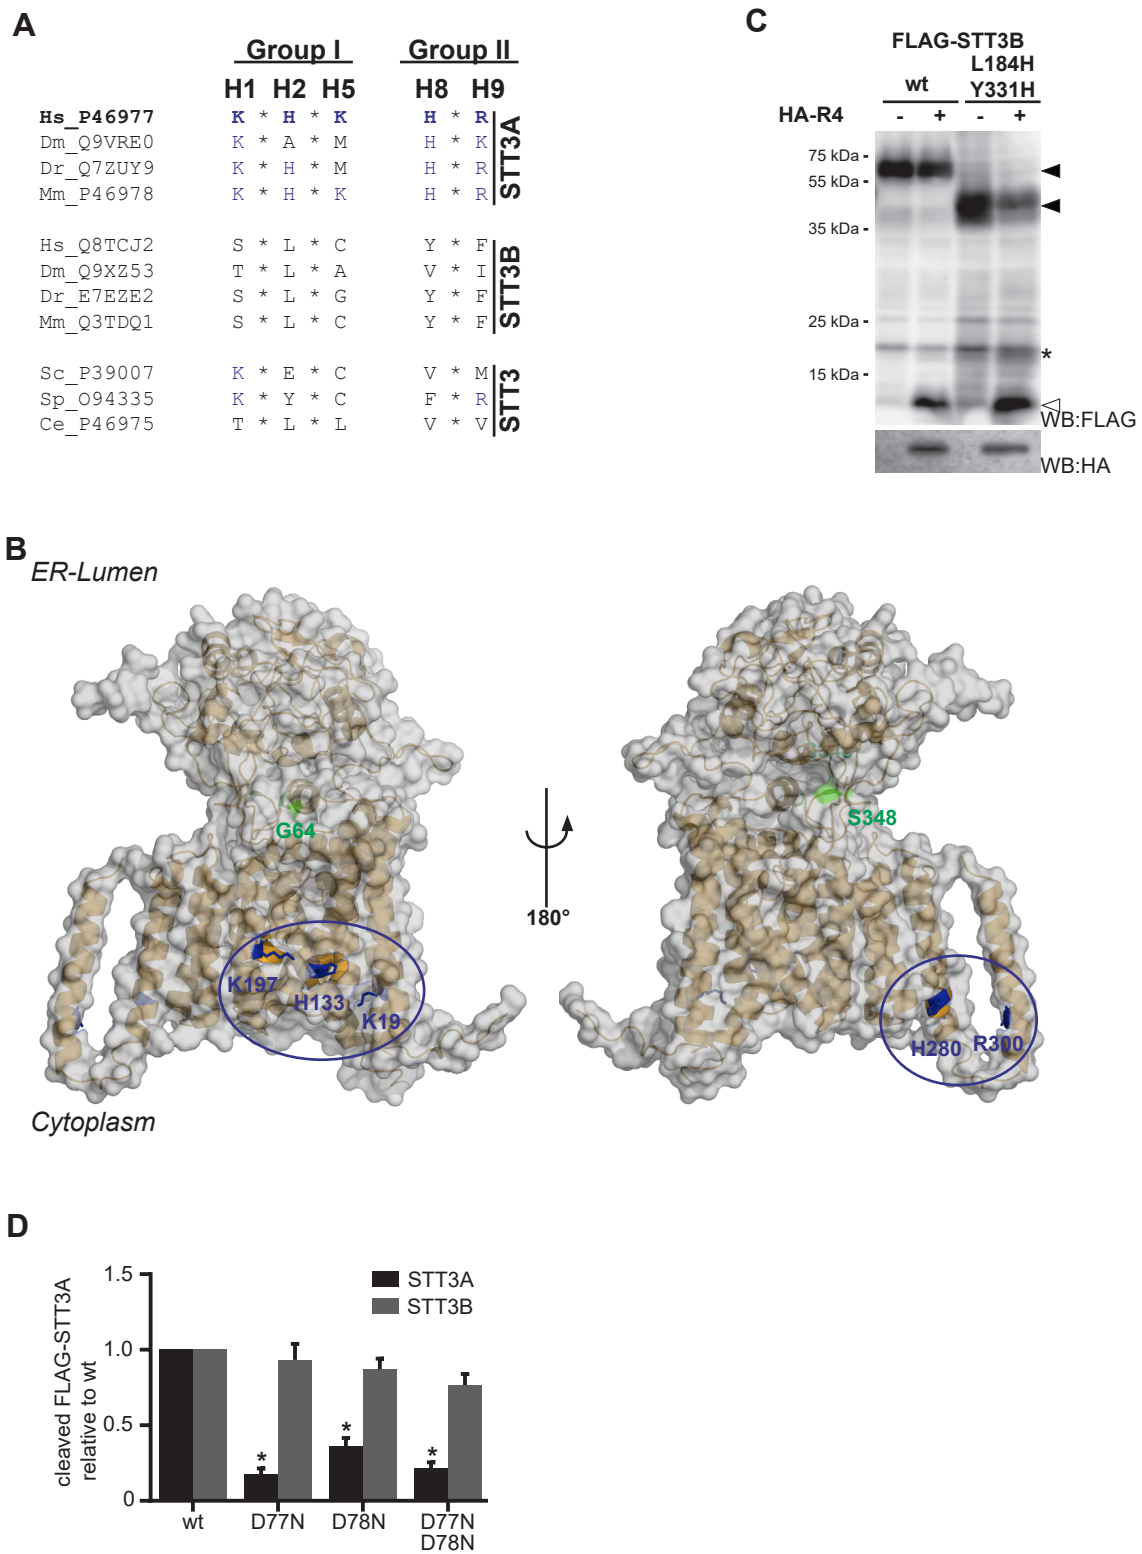 A
Group I Group II
H1 H2 H5 H8 H9
Hs_P46977 K * H * K H * R
Dm_Q9VRE0 K * A * M H * K
Dr_Q7ZUY9 K * H * M H * R
Mm_P46978 K * H * K H * R
STT3A
Hs_Q8TCJ2 S * L * C Y * F
Dm_Q9XZ53 T * L * A V * I
Dr_E7EZE2 S * L * G Y * F
Mm_Q3TDQ1 S * L * C Y * F
STT3B
Sc_P39007 K * E * C V * M
Sp_O94335 K * Y * C F * R
Ce_P46975 T * L * L V * V
STT3
C
FLAG-STT3B
wt L184H Y331H
HA-R4 - + - +
75 kDa
55 kDa
35 kDa
25 kDa
*
15 kDa
WB:FLAG
WB:HA
B
ER-Lumen
G64
S348
180°
K197
H133
K19
H280
R300
Cytoplasm
D
cleaved FLAG-STT3A
relative to wt
1.5
1.0
0.5
0
STT3A
STT3B
* * *
wt D77N D78N D77N
D78N